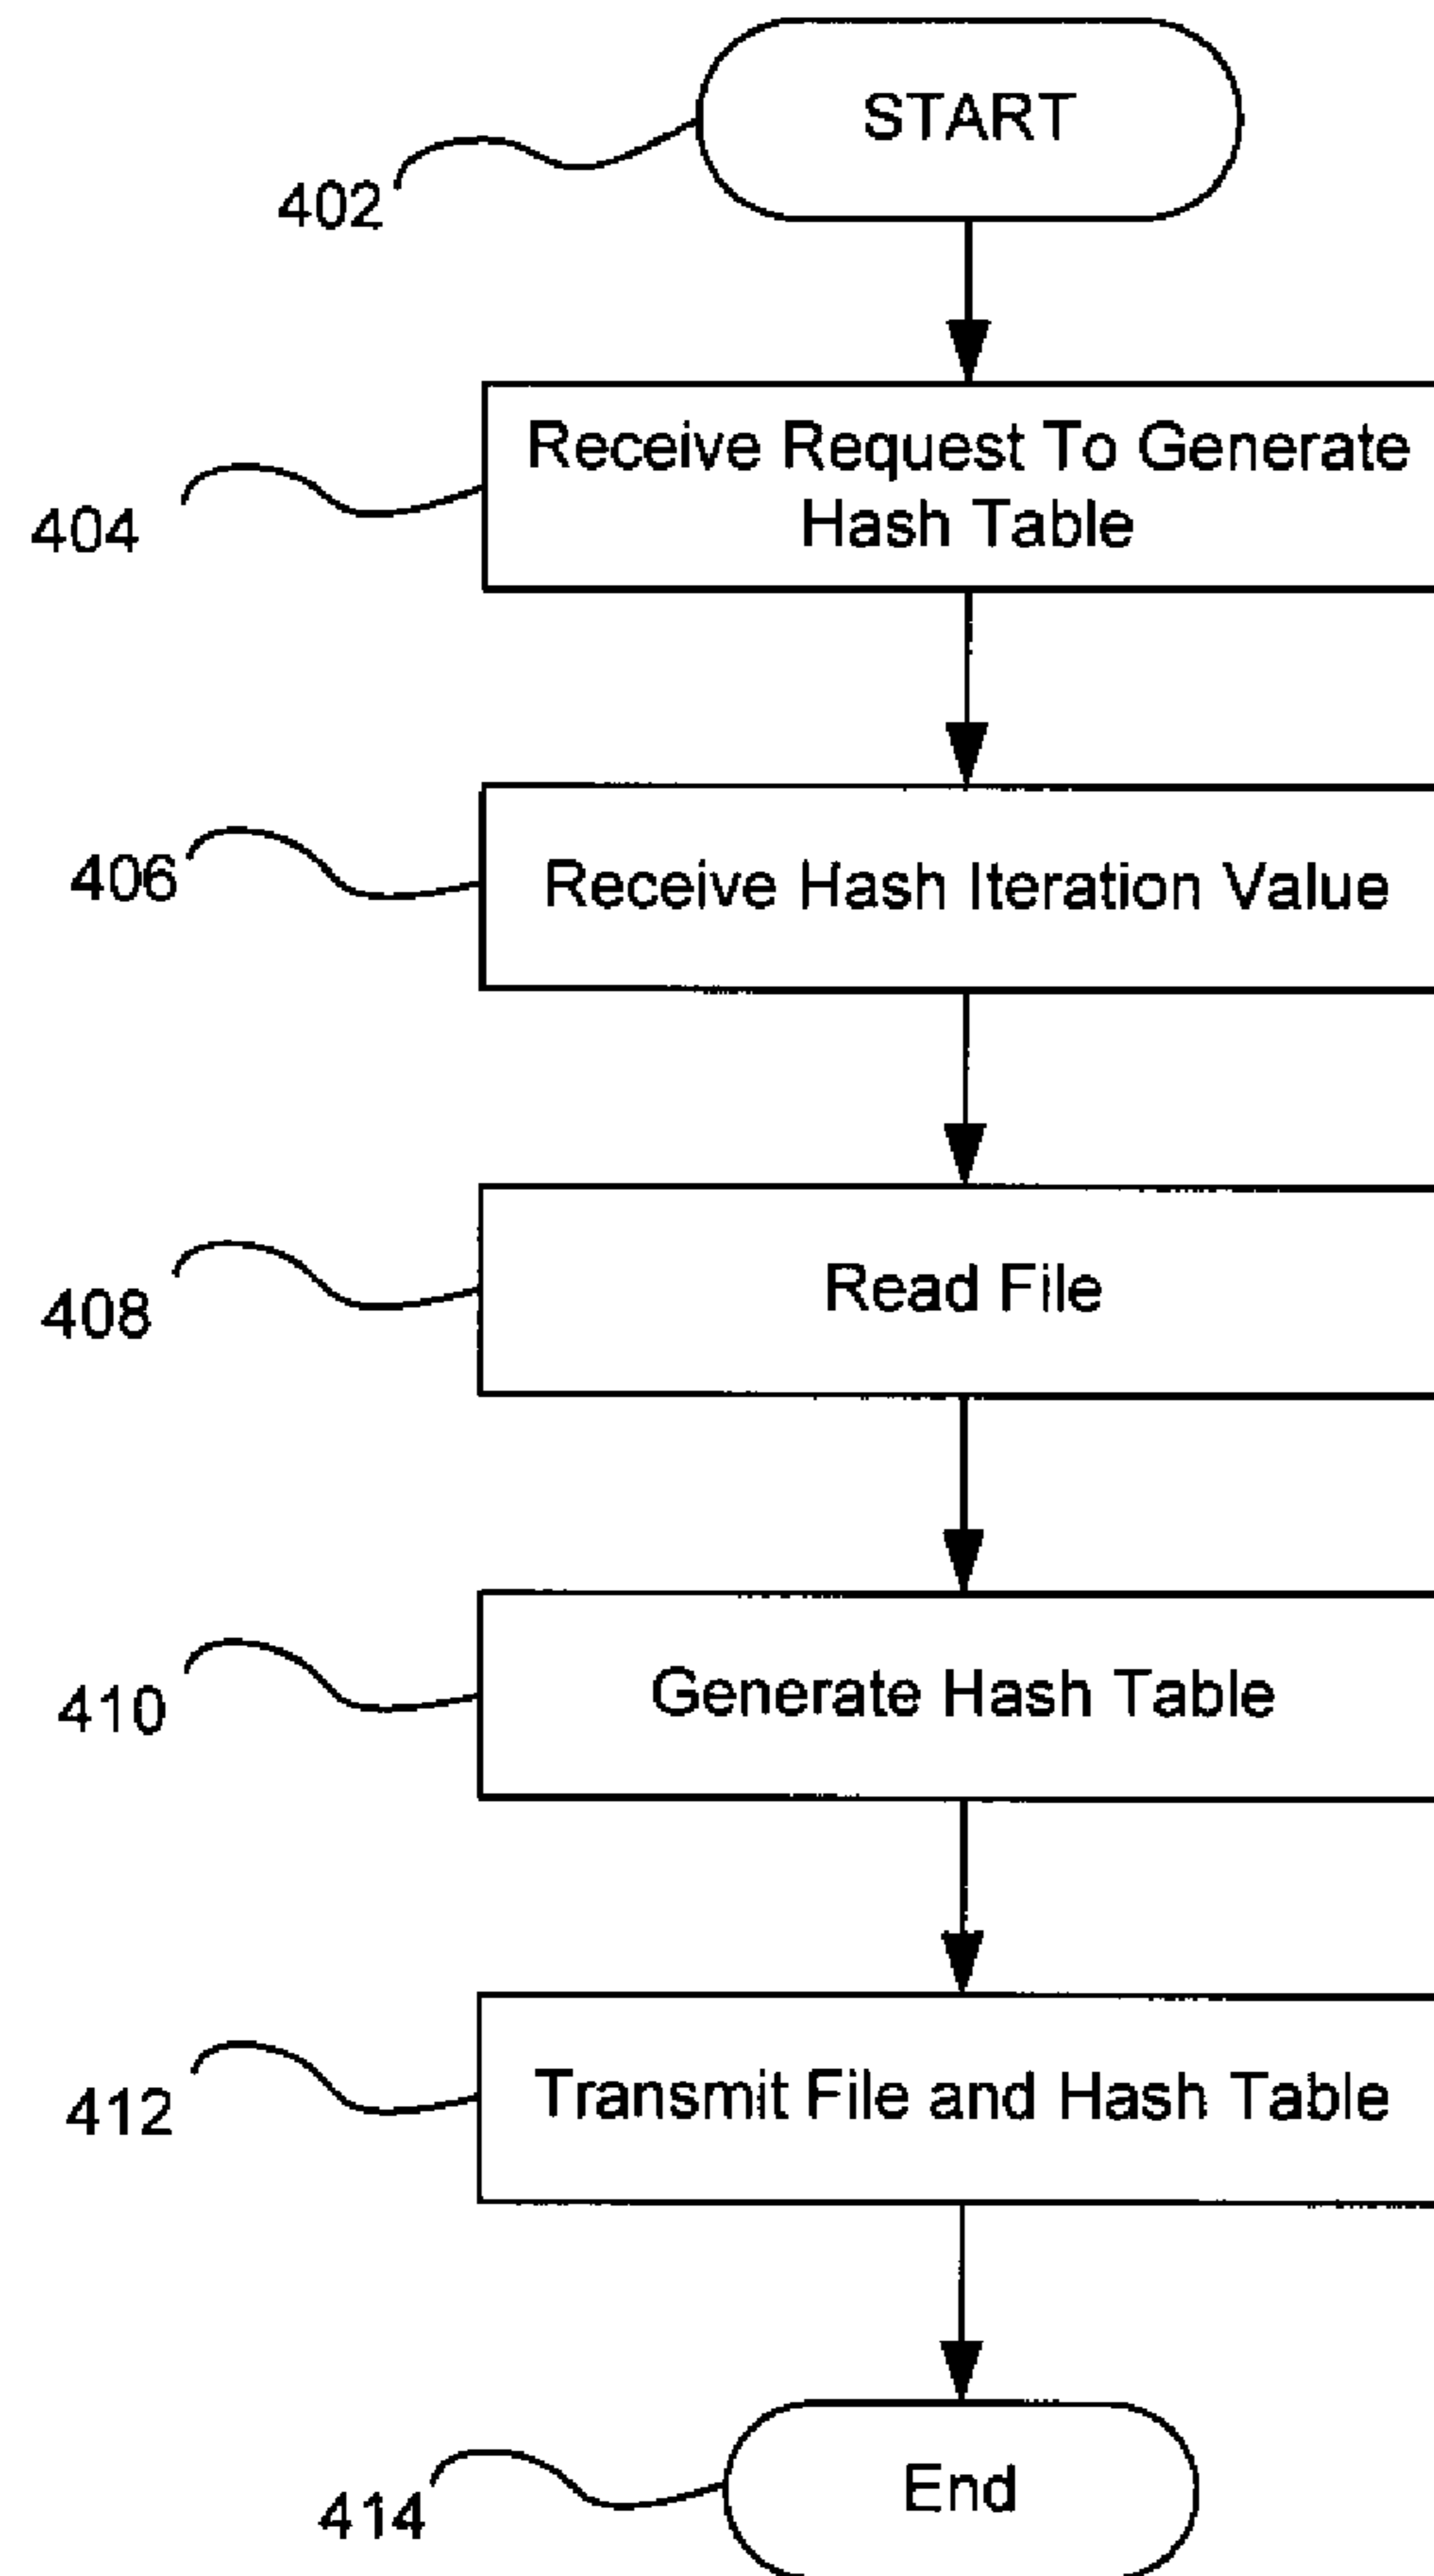 START
402
Receive Request To Generate
Hash Table
404
406
Receive Hash Iteration Value
408
Read File
410
Generate Hash Table
412
Transmit File and Hash Table
414
End